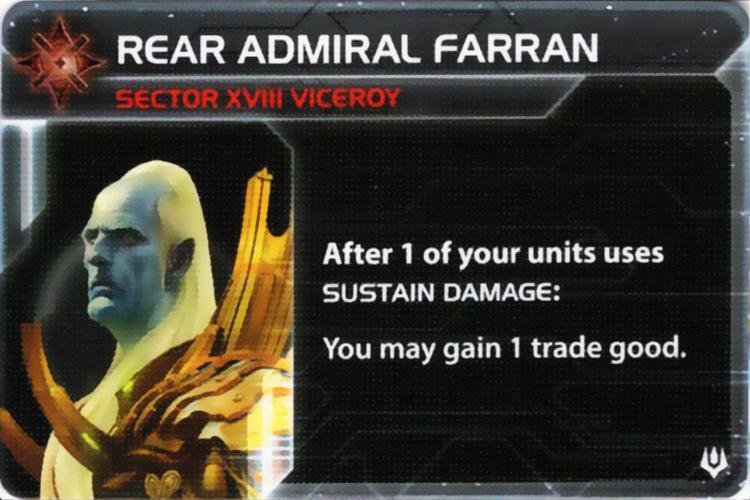 REAR ADMIRAL FARRAN
SECTOR XVIII VICEROY
After 1 of your units uses
SUSTAIN DAMAGE:
You may gain 1 trade good.